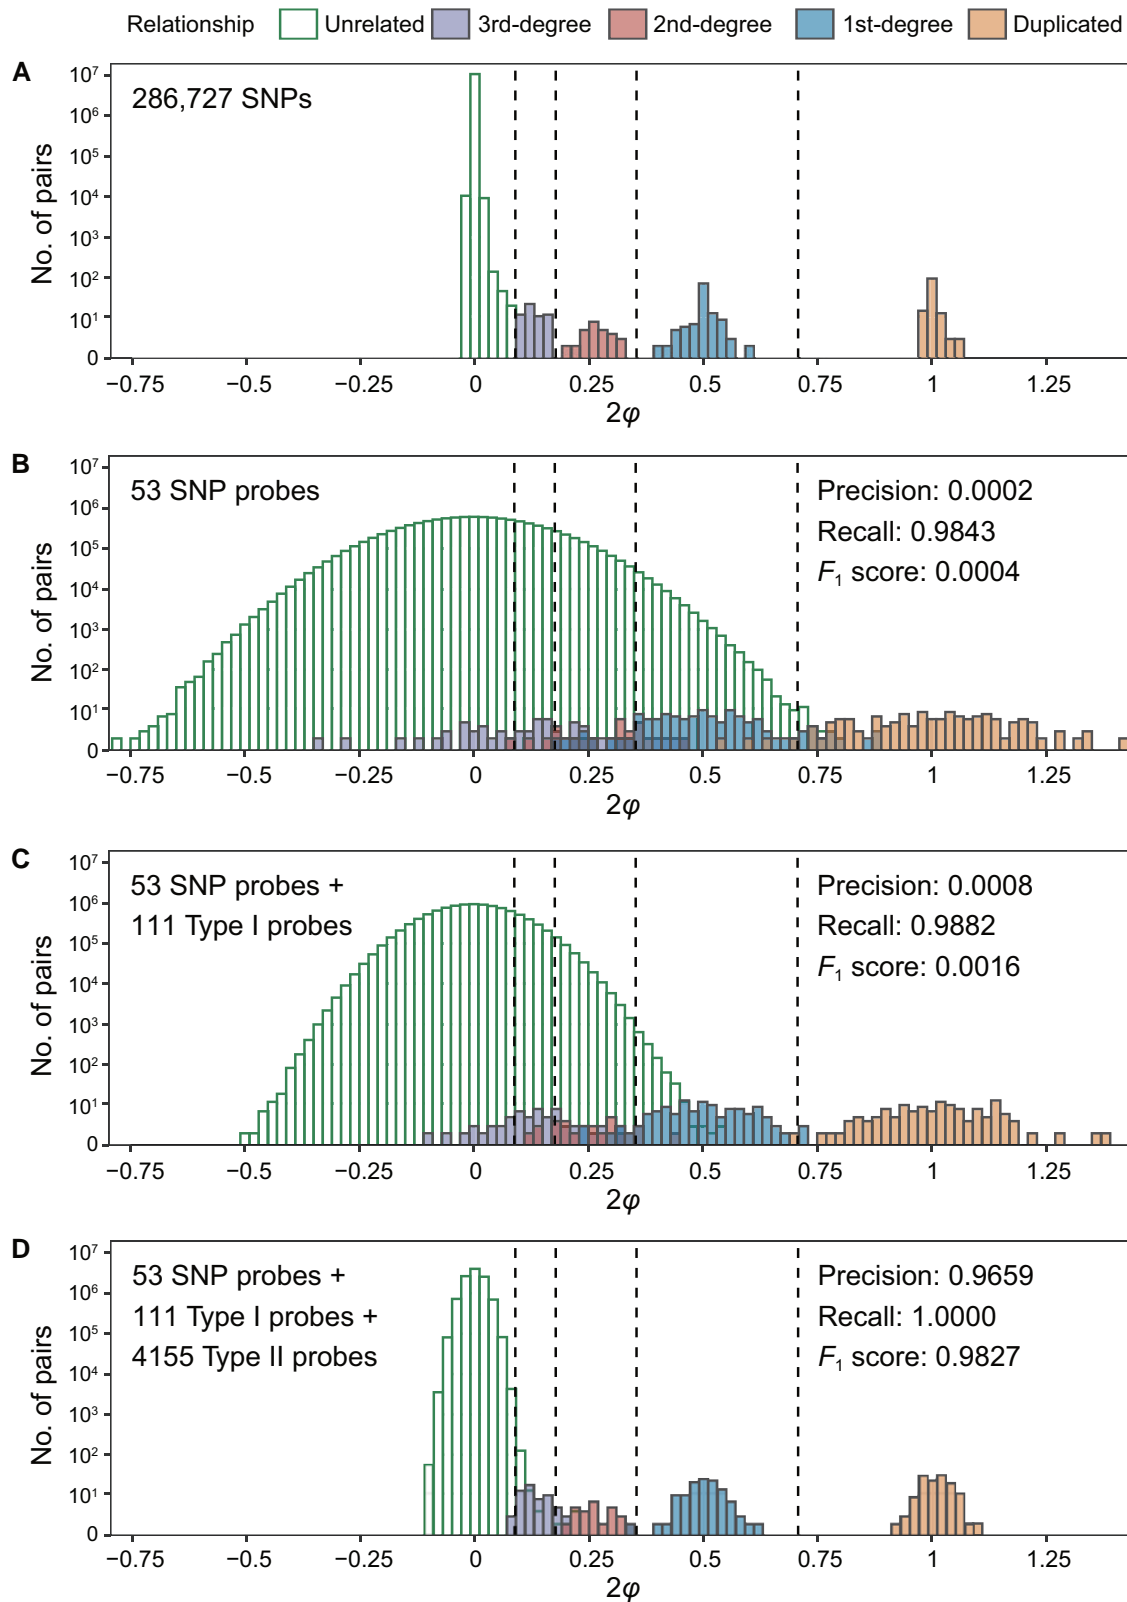 Relationship Unrelated 3rd-degree 2nd-degree 1st-degree Duplicated
A
286,727 SNPs
No. of pairs
10⁷
10⁶
10⁵
10⁴
10³
10²
10¹
0
−0.75 −0.5 −0.25 0 0.25 0.5 0.75 1 1.25
2φ
B
53 SNP probes
Precision: 0.0002
Recall: 0.9843
F₁ score: 0.0004
No. of pairs
10⁷
10⁶
10⁵
10⁴
10³
10²
10¹
0
−0.75 −0.5 −0.25 0 0.25 0.5 0.75 1 1.25
2φ
C
53 SNP probes +
111 Type I probes
Precision: 0.0008
Recall: 0.9882
F₁ score: 0.0016
No. of pairs
10⁷
10⁶
10⁵
10⁴
10³
10²
10¹
0
−0.75 −0.5 −0.25 0 0.25 0.5 0.75 1 1.25
2φ
D
53 SNP probes +
111 Type I probes +
4155 Type II probes
Precision: 0.9659
Recall: 1.0000
F₁ score: 0.9827
No. of pairs
10⁷
10⁶
10⁵
10⁴
10³
10²
10¹
0
−0.75 −0.5 −0.25 0 0.25 0.5 0.75 1 1.25
2φ